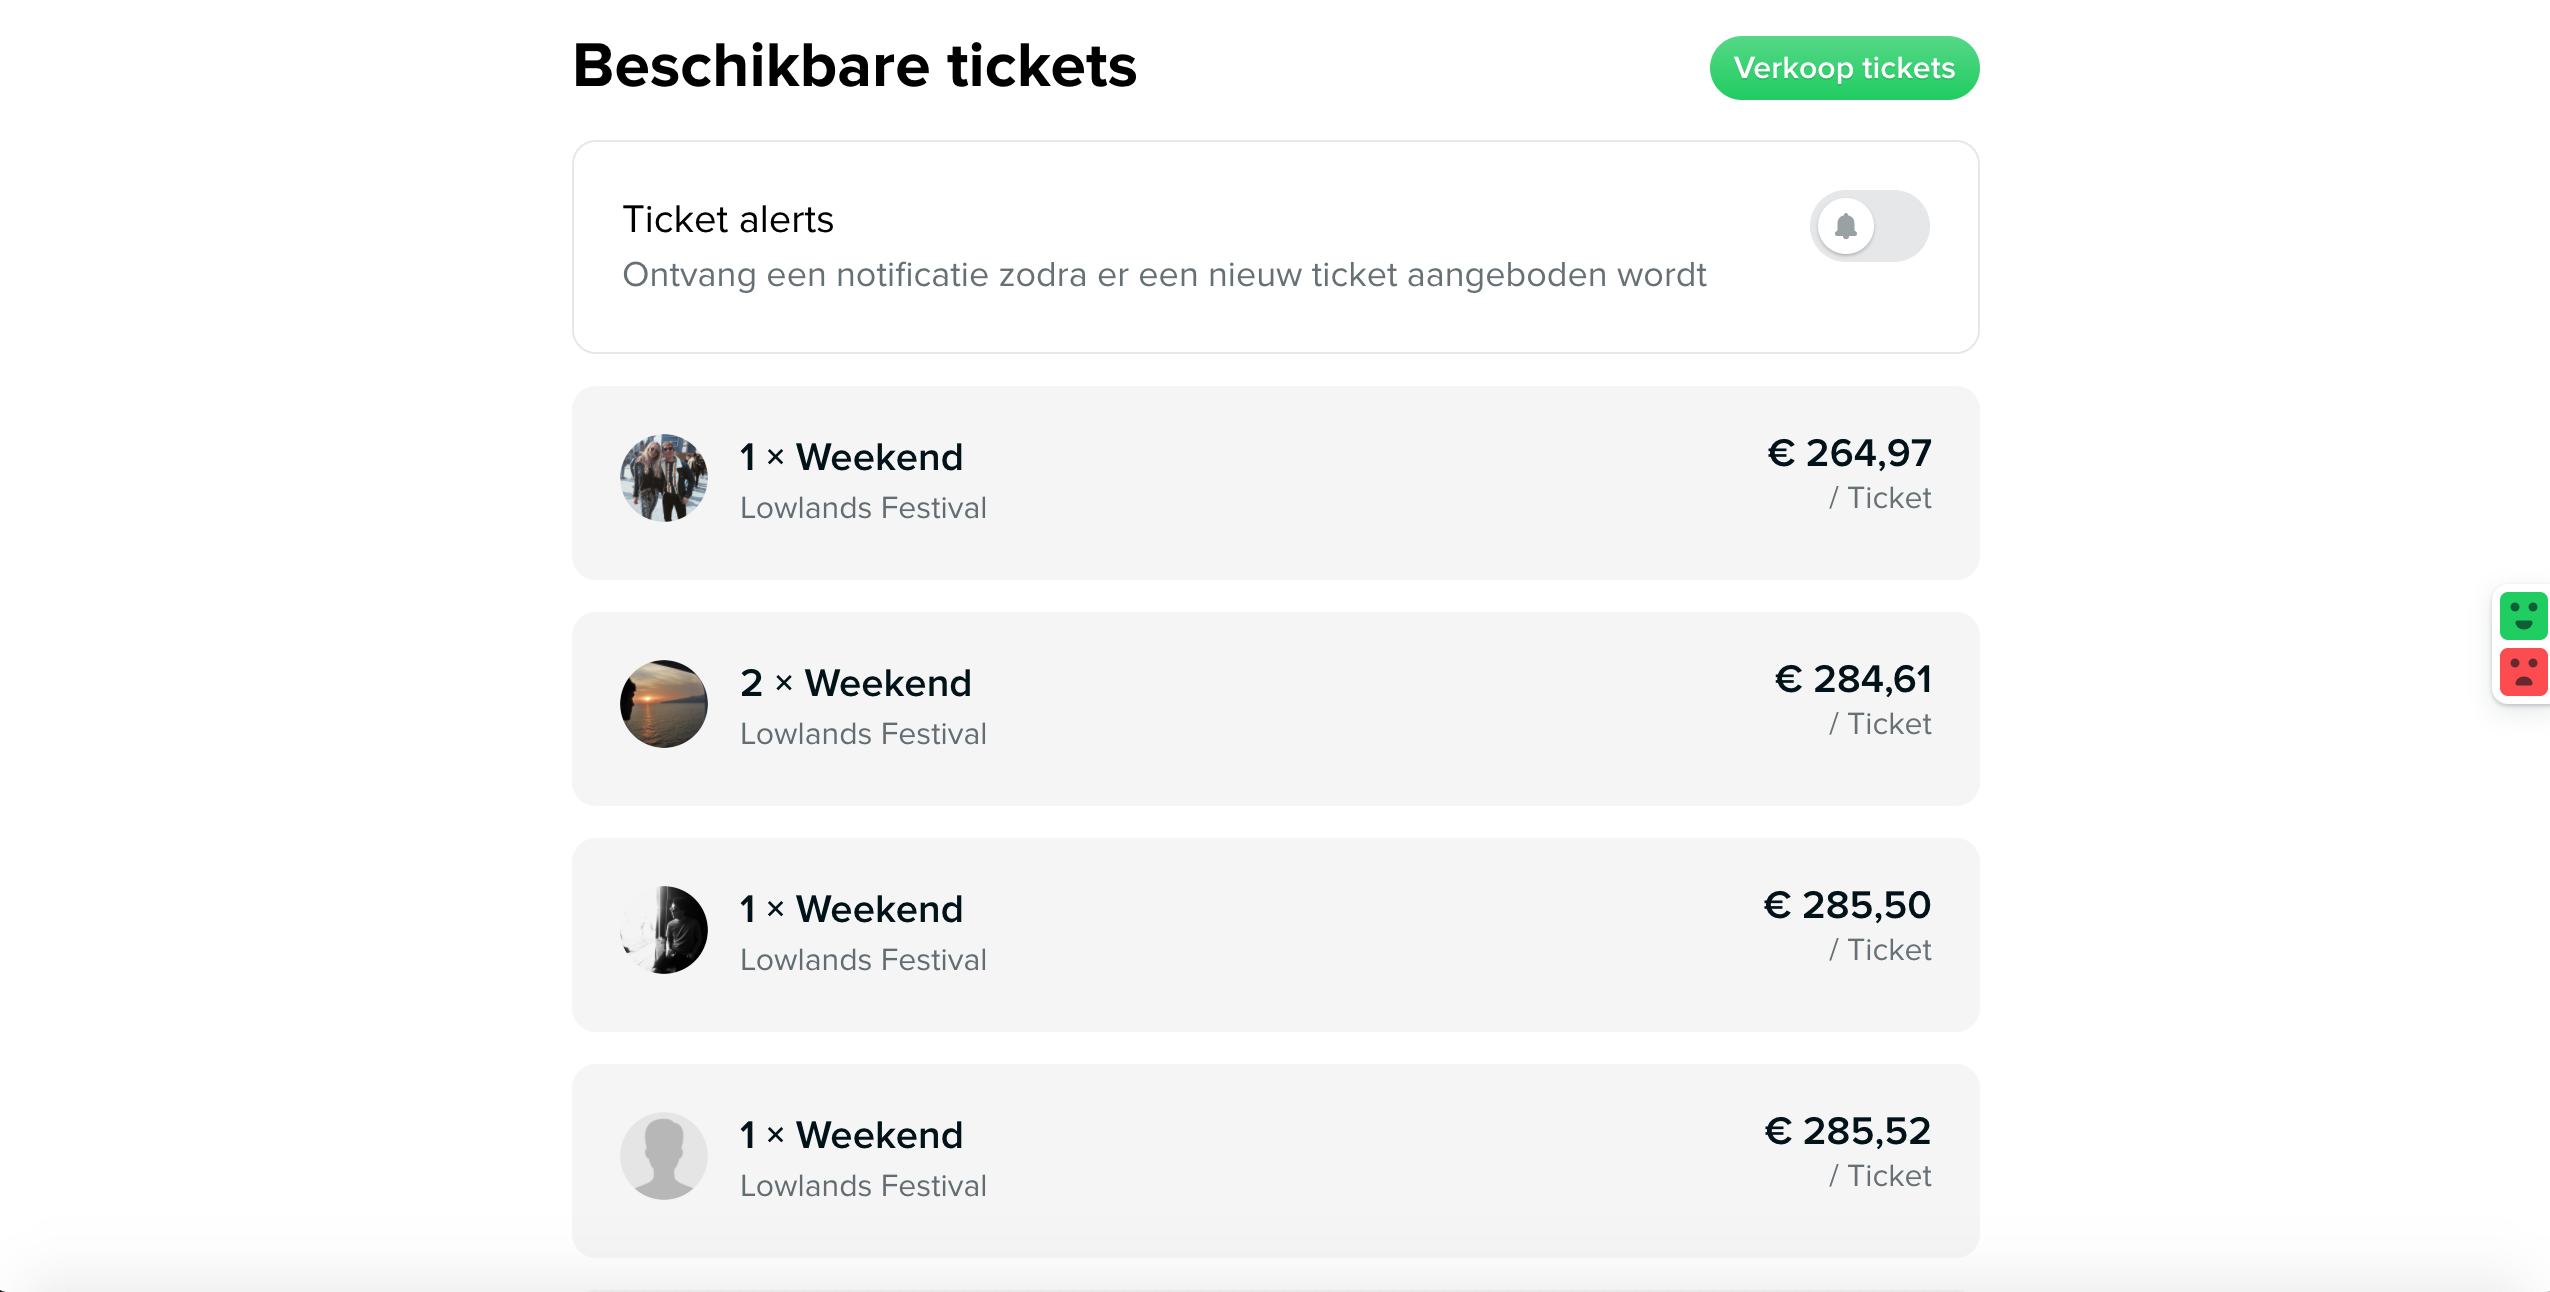 Beschikbare tickets
Verkoop tickets
Ticket alerts
Ontvang een notificatie zodra er een nieuw ticket aangeboden wordt
1 × Weekend
€ 264,97
Lowlands Festival
/ Ticket
2 × Weekend
€ 284,61
Lowlands Festival
/ Ticket
1 × Weekend
€ 285,50
Lowlands Festival
/ Ticket
1 × Weekend
€ 285,52
Lowlands Festival
/ Ticket